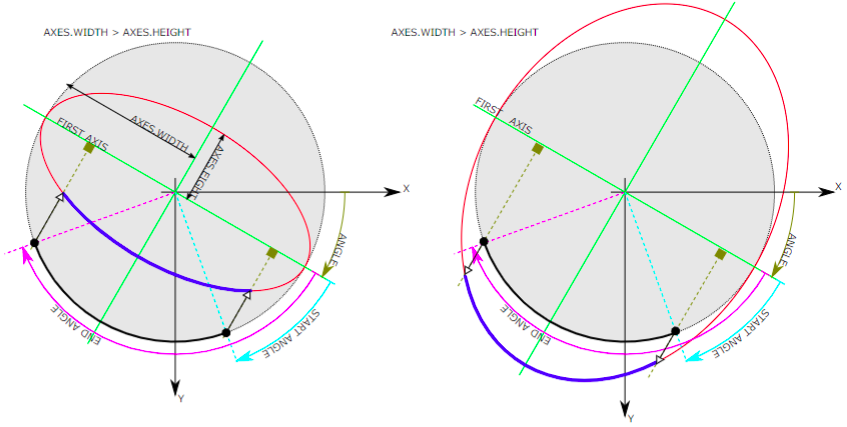 AXES.WIDTH > AXES.HEIGHT
FIRST AXIS
AXES.WIDTH
AXES.EIGHT
X
ANGLE
START ANGLE
END ANGLE
Y
AXES.WIDTH > AXES.HEIGHT
FIRST AXIS
X
ANGLE
START ANGLE
END ANGLE
Y